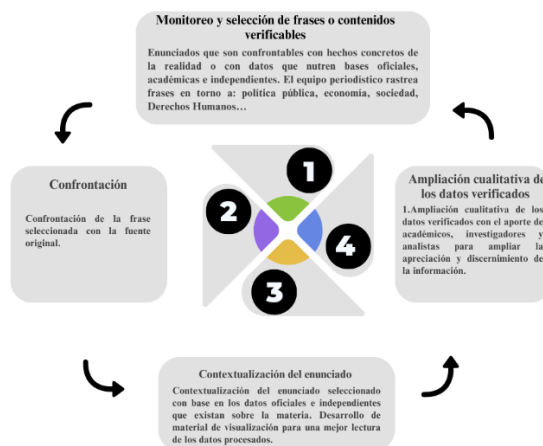 Monitoreo y selección de frases o contenidos
verificables
Enunciados que son confrontables con hechos concretos de
la realidad o con datos que nutren bases oficiales,
académicas e independientes. El equipo periodístico rastrea
frases en torno a: política pública, economía, sociedad,
Derechos Humanos…
Confrontación
Confrontación de la frase
seleccionada con la fuente
original.
1
2
3
4
Ampliación cualitativa de
los datos verificados
1.Ampliación cualitativa de los
datos verificados con el aporte de
académicos, investigadores y
analistas para ampliar la
apreciación y discernimiento de
la información.
Contextualización del enunciado
Contextualización del enunciado seleccionado
con base en los datos oficiales e independientes
que existan sobre la materia. Desarrollo de
material de visualización para una mejor lectura
de los datos procesados.